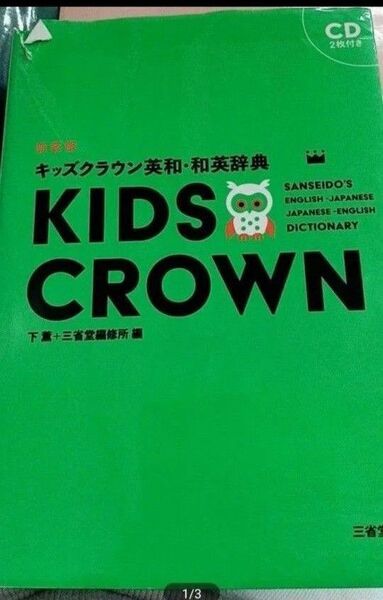 CD
2枚付き
新装版
キッズクラウン英和・和英辞典
KIDS
SANSEIDO'S
ENGLISH-JAPANESE
JAPANESE-ENGLISH
DICTIONARY
CROWN
下 薫+三省堂編修所 編
三省堂
1/3